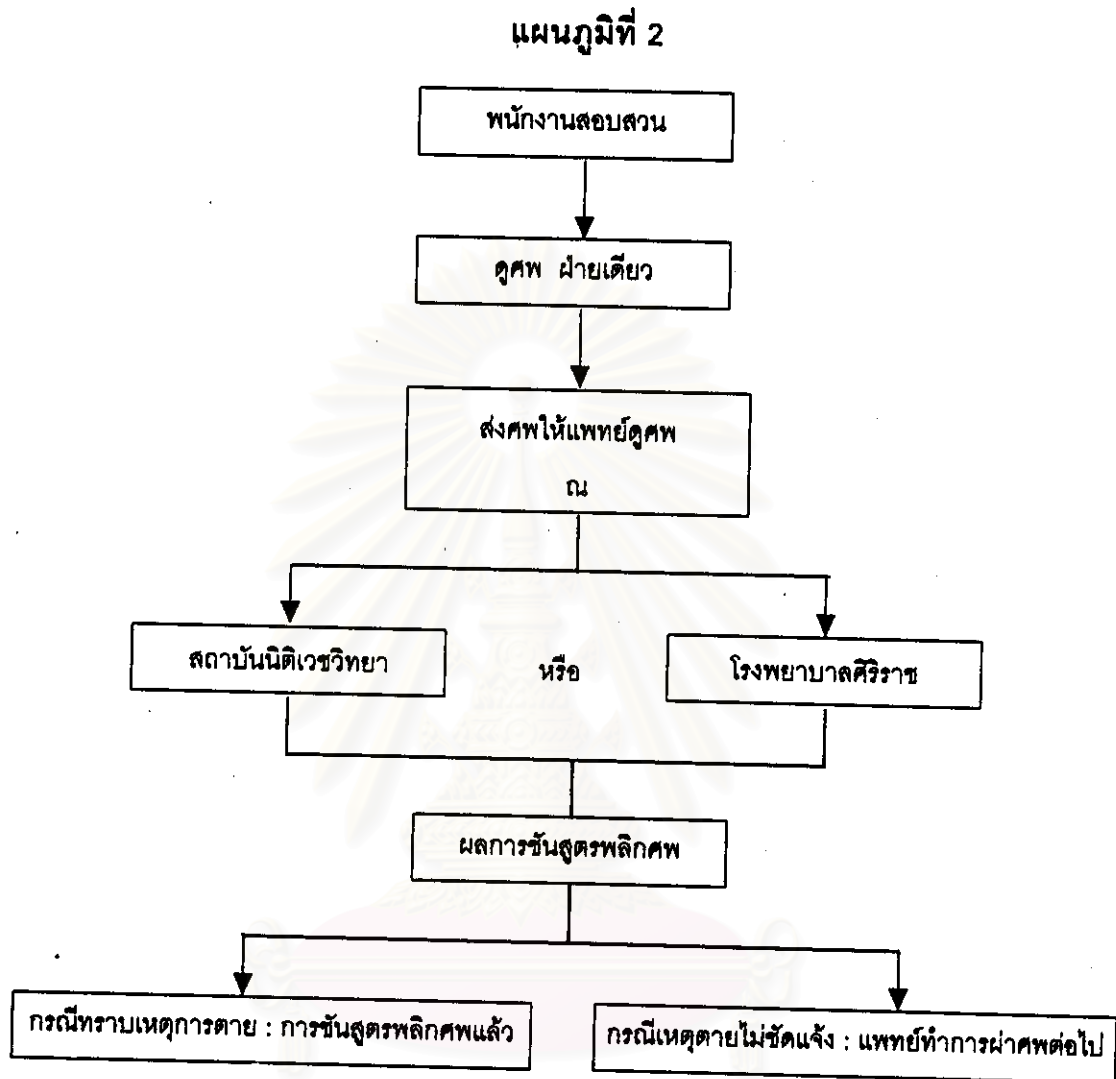 แผนภูมิที่ 2
พนักงานสอบสวน
ดูศพ ฝ่ายเดียว
ส่งศพให้แพทย์ดูศพ
ณ
สถาบันนิติเวชวิทยา
หรือ
โรงพยาบาลศิริราช
ผลการชันสูตรพลิกศพ
กรณีทราบเหตุการตาย : การชันสูตรพลิกศพแล้ว
กรณีเหตุตายไม่ชัดแจ้ง : แพทย์ทำการผ่าศพต่อไป